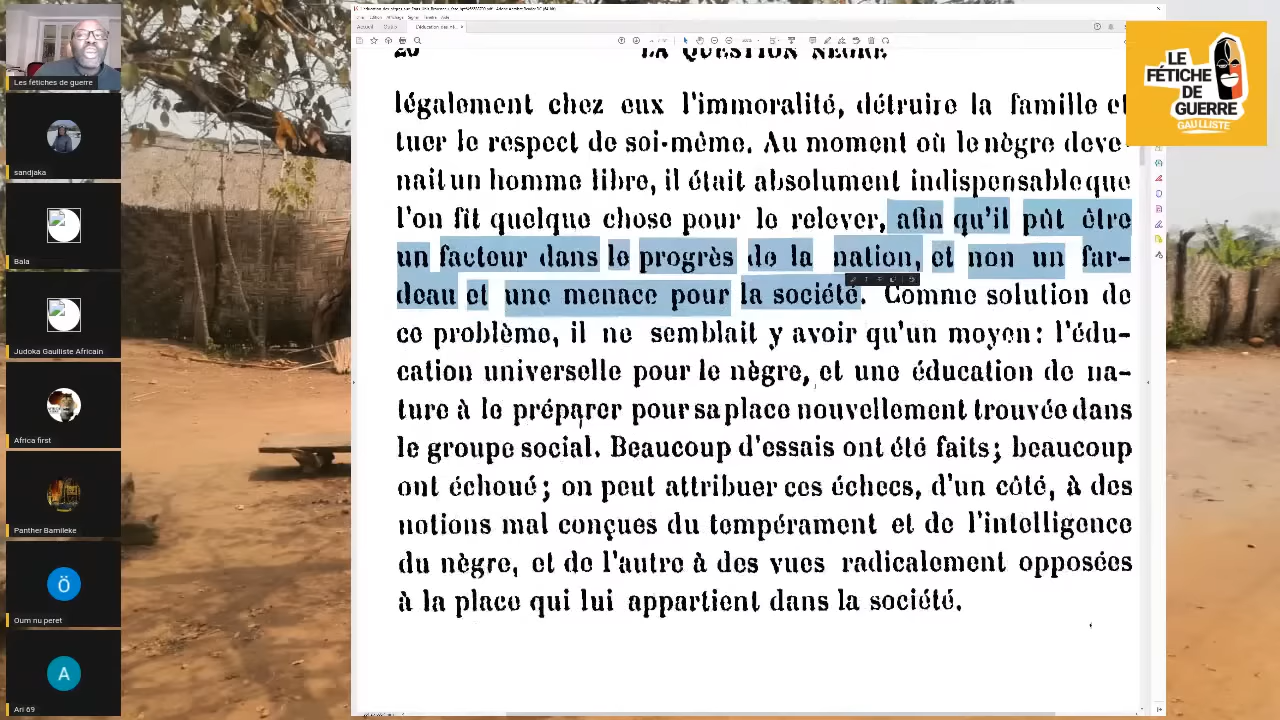 Les fétiches de guerre
sandjaka
Bala
Judoka Gaulliste Africain
Africa first
Panther Bamileke
Ö
Oum nu peret
A
Ari 69
Accueil
Outils
LA QUESTION NÈGRE
légalement chez eux l'immoralité, détruire la famille et
tuer le respect de soi-même. Au moment où le nègre deve-
nait un homme libre, il était absolument indispensable que
l'on fit quelque chose pour le relever, afin qu'il pût être
un facteur dans le progrès de la nation, et non un far-
deau et une menace pour la société. Comme solution de
ce problème, il ne semblait y avoir qu'un moyen : l'édu-
cation universelle pour le nègre, et une éducation de na-
ture à le préparer pour sa place nouvellement trouvée dans
le groupe social. Beaucoup d'essais ont été faits; beaucoup
ont échoué; on peut attribuer ces échecs, d'un côté, à des
notions mal conçues du tempérament et de l'intelligence
du nègre, et de l'autre à des vues radicalement opposées
à la place qui lui appartient dans la société.
LE
FÉTICHE
DE
GUERRE
GAULLISTE